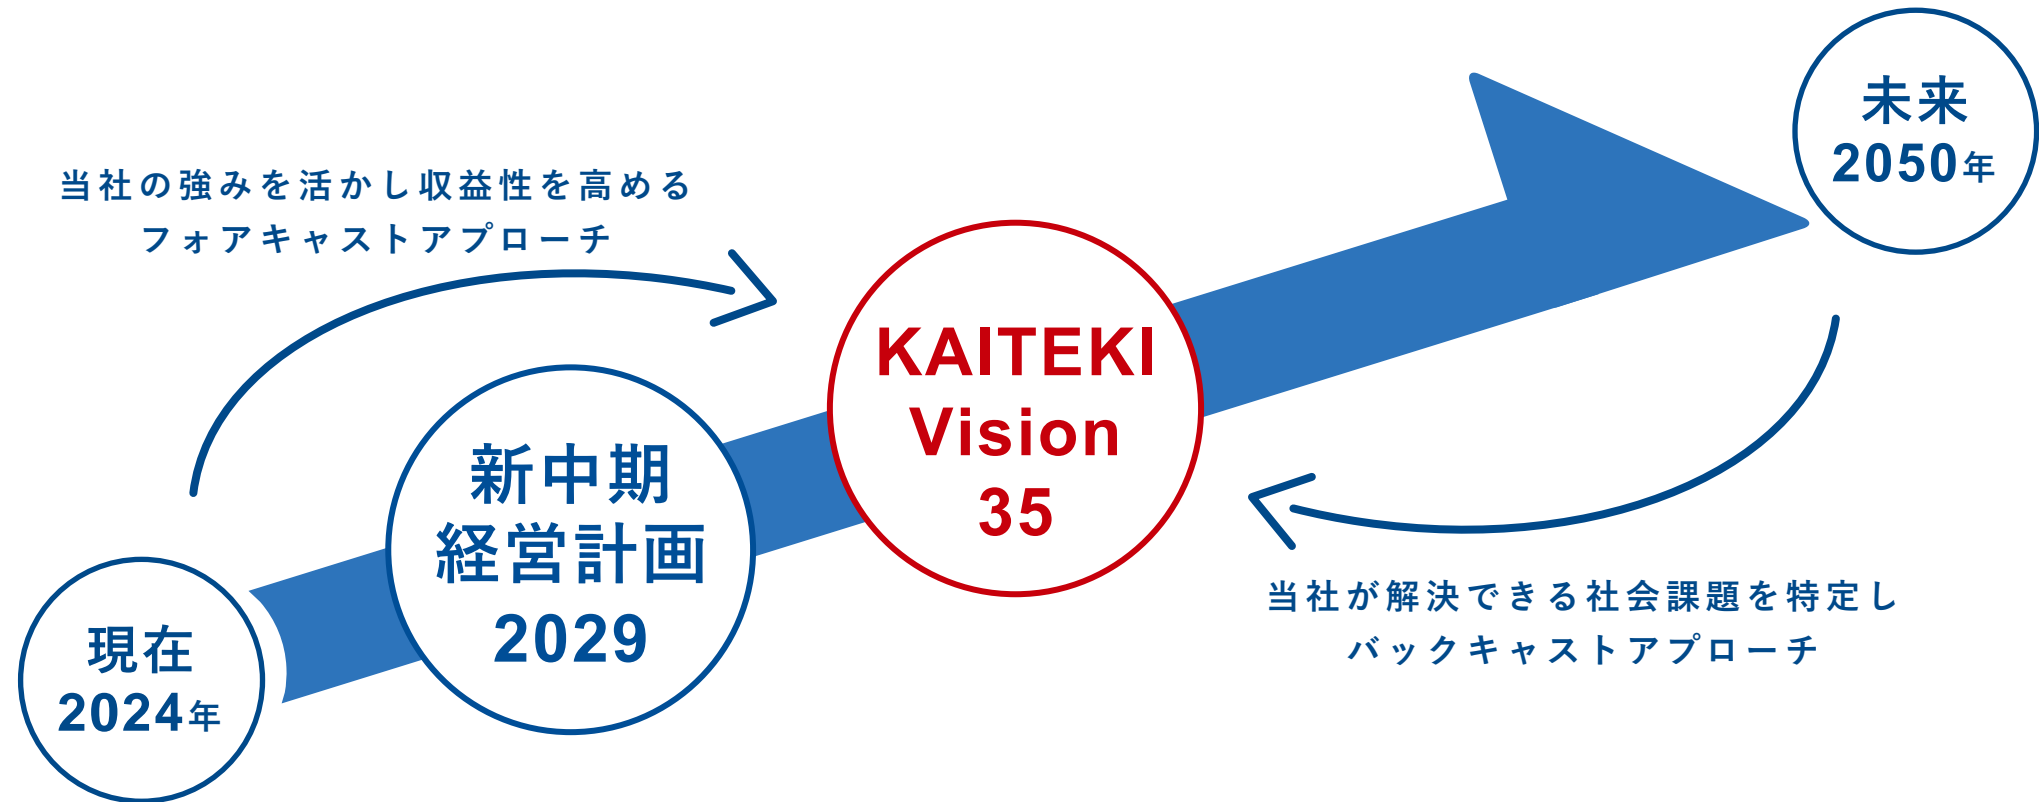 当社の強みを活かし収益性を高める
フォアキャストアプローチ
現在
2024年
新中期
経営計画
2029
KAITEKI
Vision
35
未来
2050年
当社が解決できる社会課題を特定し
バックキャストアプローチ